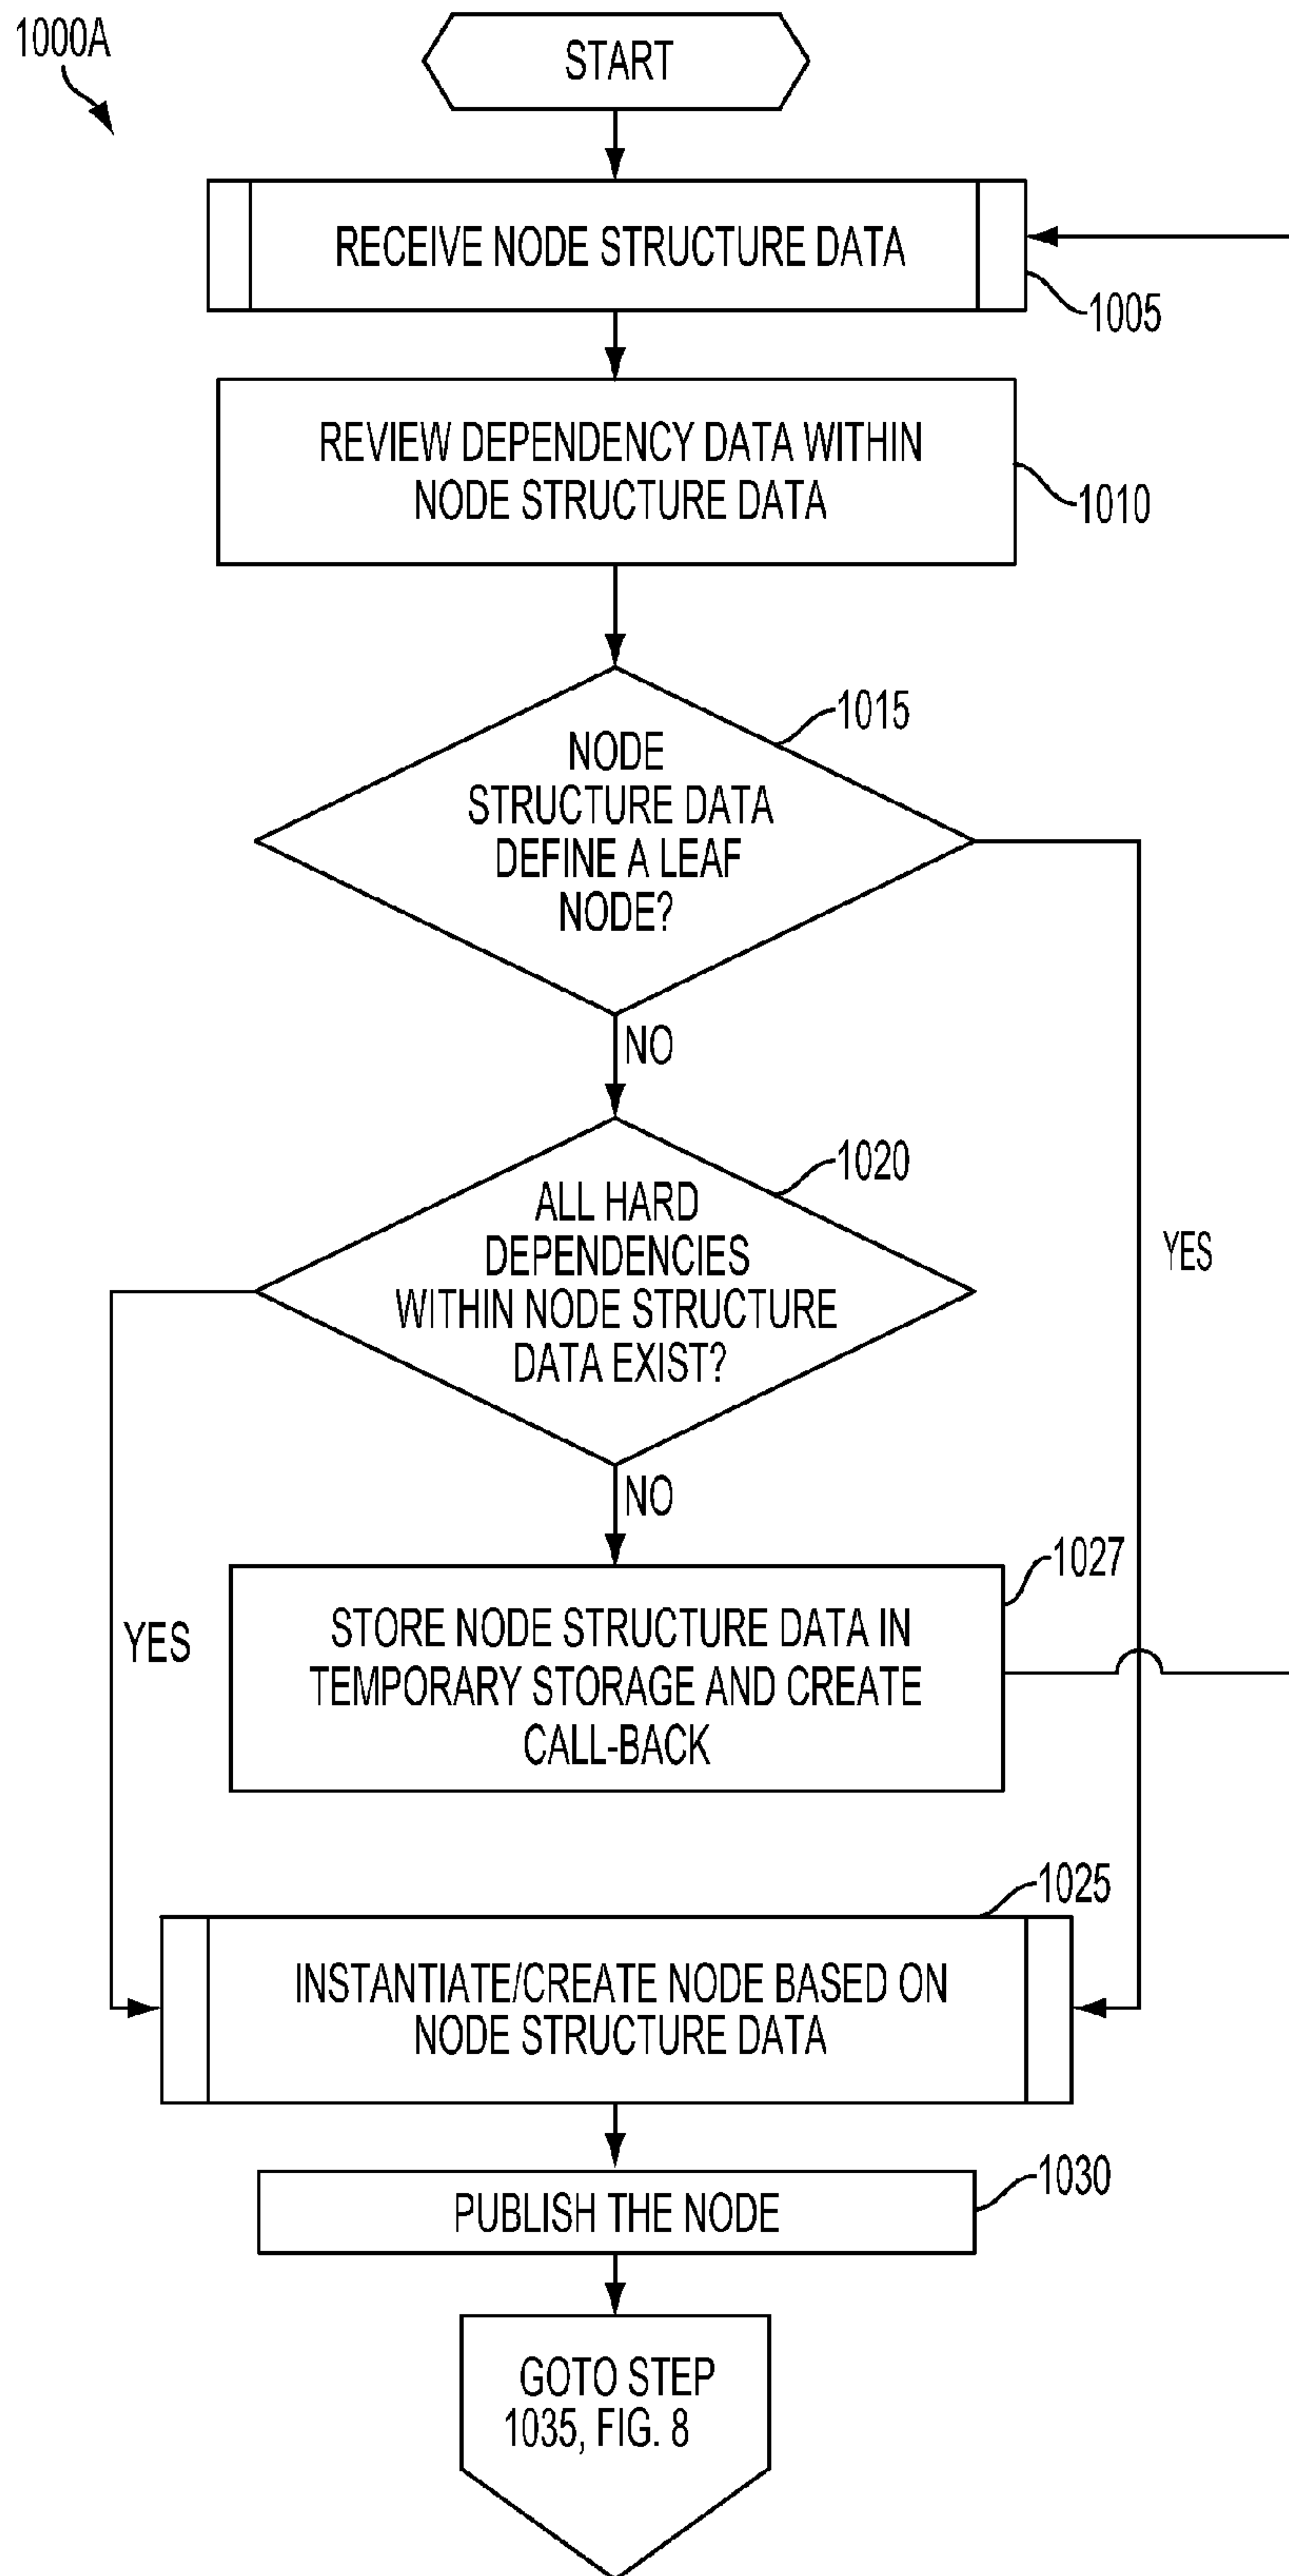 1000A
START
RECEIVE NODE STRUCTURE DATA
1005
REVIEW DEPENDENCY DATA WITHIN
NODE STRUCTURE DATA
1010
1015
NODE
STRUCTURE DATA
DEFINE A LEAF
NODE?
NO
1020
ALL HARD
DEPENDENCIES
WITHIN NODE STRUCTURE
DATA EXIST?
YES
NO
1027
STORE NODE STRUCTURE DATA IN
TEMPORARY STORAGE AND CREATE
CALL-BACK
YES
1025
INSTANTIATE/CREATE NODE BASED ON
NODE STRUCTURE DATA
1030
PUBLISH THE NODE
GOTO STEP
1035, FIG. 8